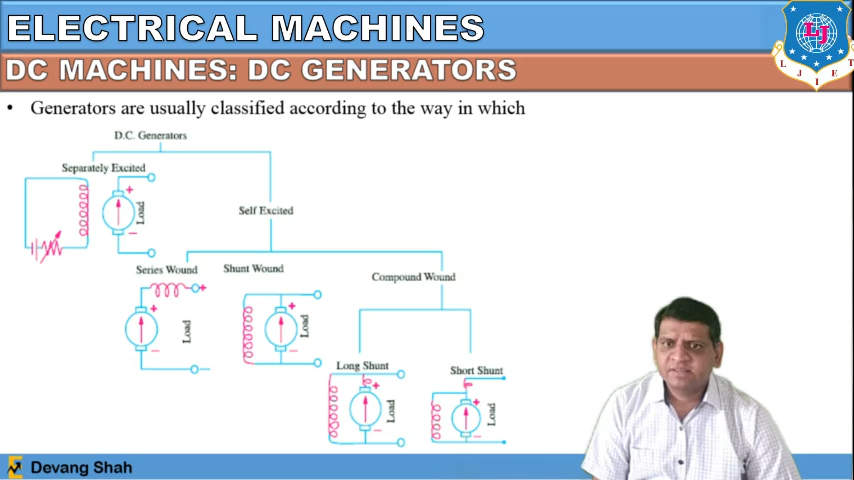 ELECTRICAL MACHINES
LJ
L J I E T
DC MACHINES: DC GENERATORS
• Generators are usually classified according to the way in which
D.C. Generators
Separately Excited
+
Load
−
Self Excited
Series Wound
Shunt Wound
Compound Wound
+
+
Load
−
+
Load
−
Long Shunt
Short Shunt
+
Load
−
+
Load
−
Devang Shah